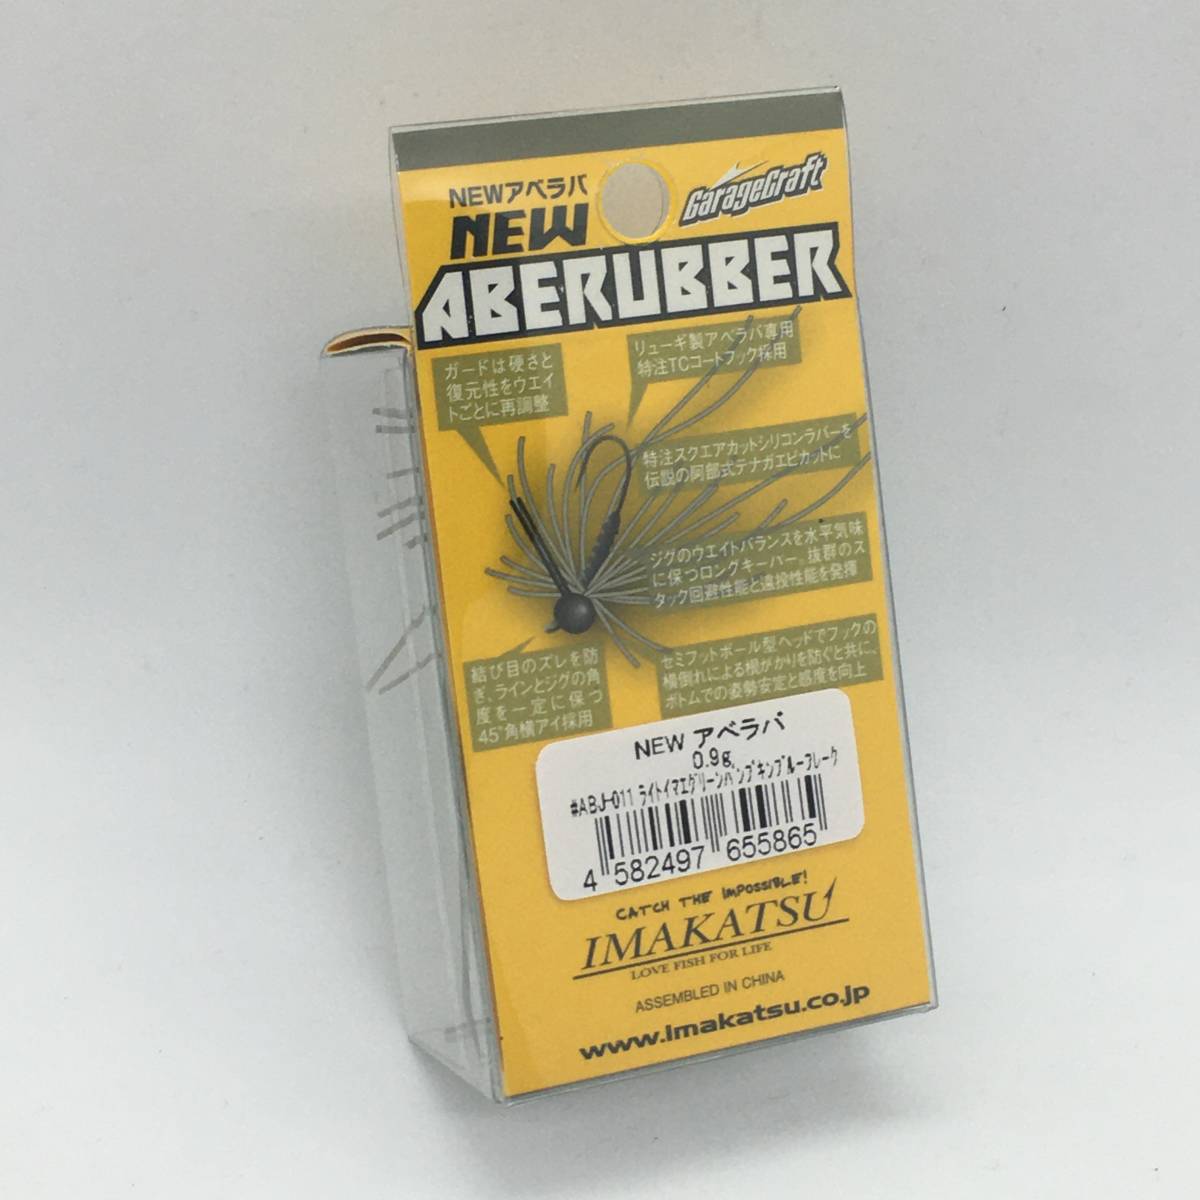 NEWアベラバ
GarageCraft
NEW
ABERUBBER
ガードは硬さと
復元性をウエイ
トごとに再調整
リューギ製アベラバ専用
特注TCコートフック採用
特注スクエアカットシリコンラバーを
伝説の阿部式テナガエビカットに
ジグのウエイトバランスを水平気味
に保つロングキーパー。抜群のス
タック回避性能と遠投性能を発揮
結び目のズレを防
ぎ、ラインとジグの角
度を一定に保つ
45°角横アイ採用
セミフットボール型ヘッドでフックの
横倒れによる根がかりを防ぐと共に、
ボトムでの姿勢安定と感度を向上
NEW アベラバ
0.9g
#ABJ-011 ライトイマエグリーンパンプキンブルーフレーク
4 582497 655865
CATCH THE IMPOSSIBLE!
IMAKATSU
LOVE FISH FOR LIFE
ASSEMBLED IN CHINA
www.imakatsu.co.jp